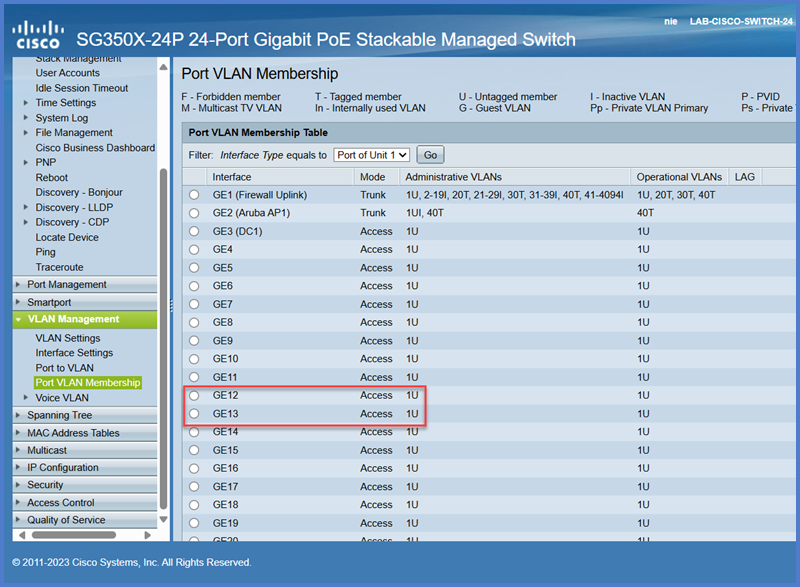 nie LAB-CISCO-SWITCH-24
CISCO SG350X-24P 24-Port Gigabit PoE Stackable Managed Switch
Stack Management
User Accounts
Idle Session Timeout
Time Settings
System Log
File Management
Cisco Business Dashboard
PNP
Reboot
Discovery - Bonjour
Discovery - LLDP
Discovery - CDP
Locate Device
Ping
Traceroute
Port Management
Smartport
VLAN Management
VLAN Settings
Interface Settings
Port to VLAN
Port VLAN Membership
Voice VLAN
Spanning Tree
MAC Address Tables
Multicast
IP Configuration
Security
Access Control
Quality of Service
Port VLAN Membership
F - Forbidden member T - Tagged member U - Untagged member I - Inactive VLAN P - PVID
M - Multicast TV VLAN In - Internally used VLAN G - Guest VLAN Pp - Private VLAN Primary Ps - Private
Port VLAN Membership Table
Filter: Interface Type equals to Port of Unit 1 Go
Interface Mode Administrative VLANs Operational VLANs LAG
GE1 (Firewall Uplink) Trunk 1U, 2-19I, 20T, 21-29I, 30T, 31-39I, 40T, 41-4094I 1U, 20T, 30T, 40T
GE2 (Aruba AP1) Trunk 1UI, 40T 40T
GE3 (DC1) Access 1U 1U
GE4 Access 1U 1U
GE5 Access 1U 1U
GE6 Access 1U 1U
GE7 Access 1U 1U
GE8 Access 1U 1U
GE9 Access 1U 1U
GE10 Access 1U 1U
GE11 Access 1U 1U
GE12 Access 1U 1U
GE13 Access 1U 1U
GE14 Access 1U 1U
GE15 Access 1U 1U
GE16 Access 1U 1U
GE17 Access 1U 1U
GE18 Access 1U 1U
GE19 Access 1U 1U
GE20 Access 1U 1U
© 2011-2023 Cisco Systems, Inc. All Rights Reserved.